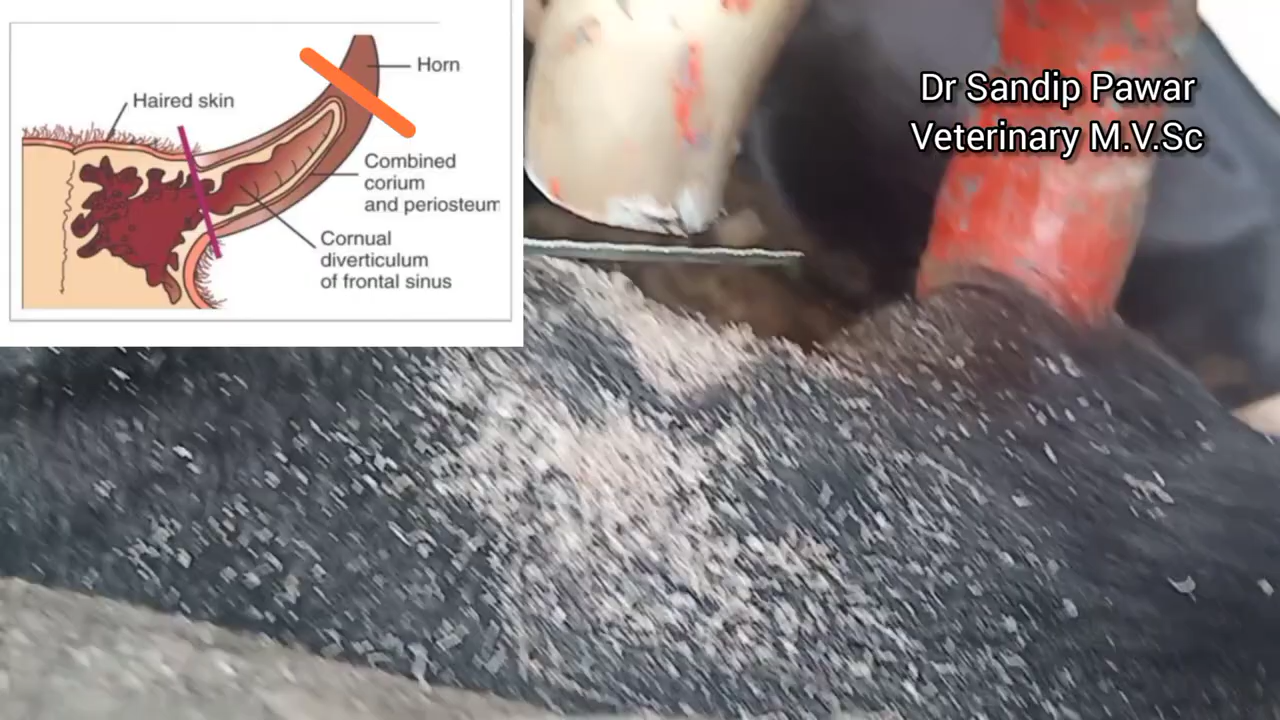 Horn
Haired skin
Combined
corium
and periosteum
Cornual
diverticulum
of frontal sinus
Dr Sandip Pawar
Veterinary M.V.Sc